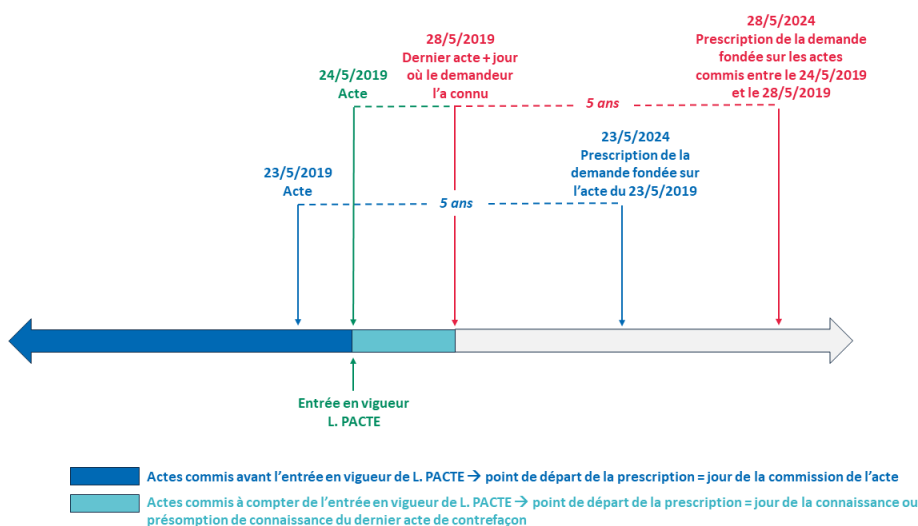 28/5/2024
Prescription de la demande
fondée sur les actes
commis entre le 24/5/2019
et le 28/5/2019
28/5/2019
Dernier acte + jour
où le demandeur
l'a connu
24/5/2019
Acte
5 ans
23/5/2024
Prescription de la
demande fondée sur
l'acte du 23/5/2019
23/5/2019
Acte
5 ans
Entrée en vigueur
L. PACTE
Actes commis avant l'entrée en vigueur de L. PACTE → point de départ de la prescription = jour de la commission de l'acte
Actes commis à compter de l'entrée en vigueur de L. PACTE → point de départ de la prescription = jour de la connaissance ou
présomption de connaissance du dernier acte de contrefaçon